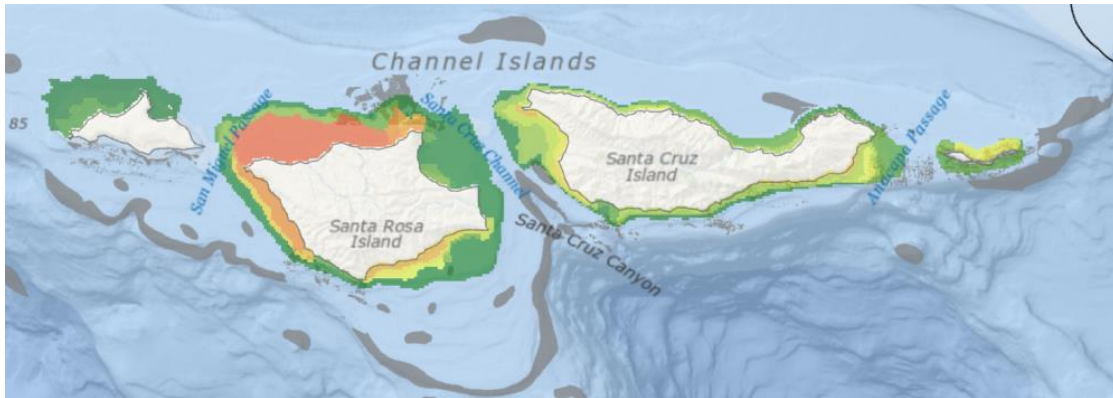 Channel Islands
85
San Miguel Passage
Santa Cruz Channel
Anacapa Passage
Santa Cruz
Island
Santa Rosa
Island
Santa Cruz Canyon